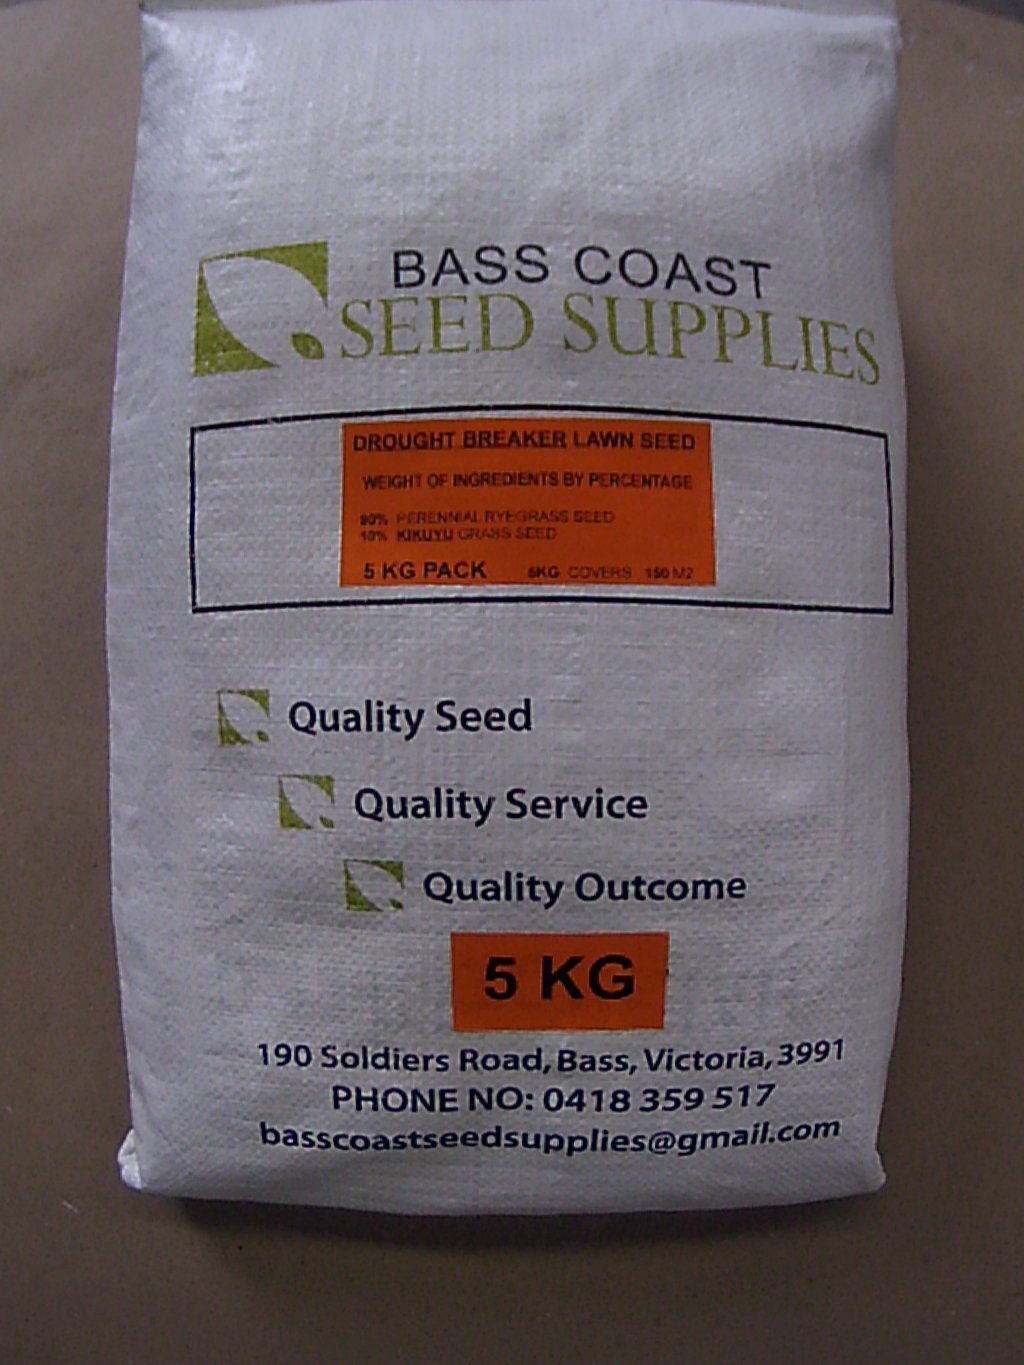 BASS COAST
SEED SUPPLIES
DROUGHT BREAKER LAWN SEED
WEIGHT OF INGREDIENTS BY PERCENTAGE
90% PERENNIAL RYEGRASS SEED
10% KIKUYU GRASS SEED
5 KG PACK 5KG COVERS 150 M2
Quality Seed
Quality Service
Quality Outcome
5 KG
190 Soldiers Road, Bass, Victoria, 3991
PHONE NO: 0418 359 517
basscoastseedsupplies@gmail.com